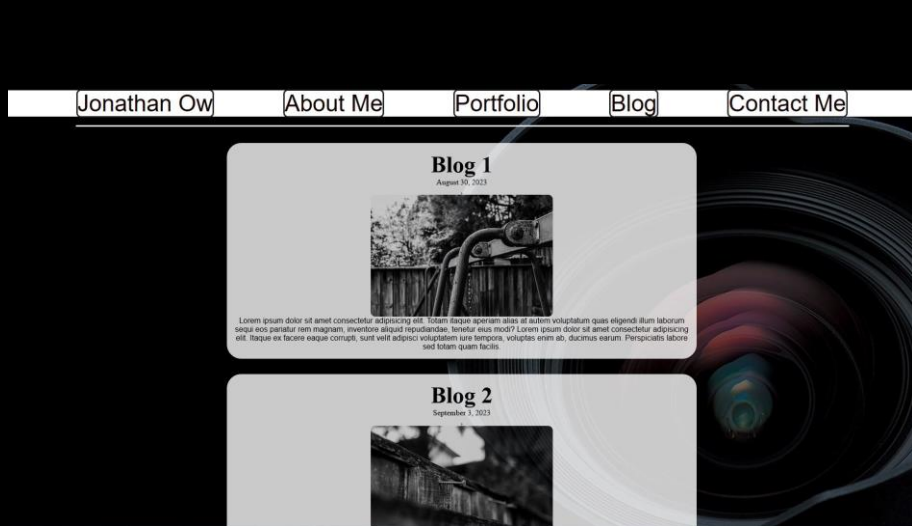 Jonathan Ow
About Me
Portfolio
Blog
Contact Me
Blog 1
August 30, 2023
Lorem ipsum dolor sit amet consectetur adipisicing elit. Totam itaque aperiam alias at autem voluptatum quas eligendi illum laborum
sequi eos pariatur rem magnam, inventore aliquid repudiandae, tenetur eius modi? Lorem ipsum dolor sit amet consectetur adipisicing
elit. Itaque ex facere eaque corrupti, sunt velit adipisci voluptatem iure tempora, voluptas enim ab, ducimus earum. Perspiciatis labore
sed totam quam facilis.
Blog 2
September 3, 2023